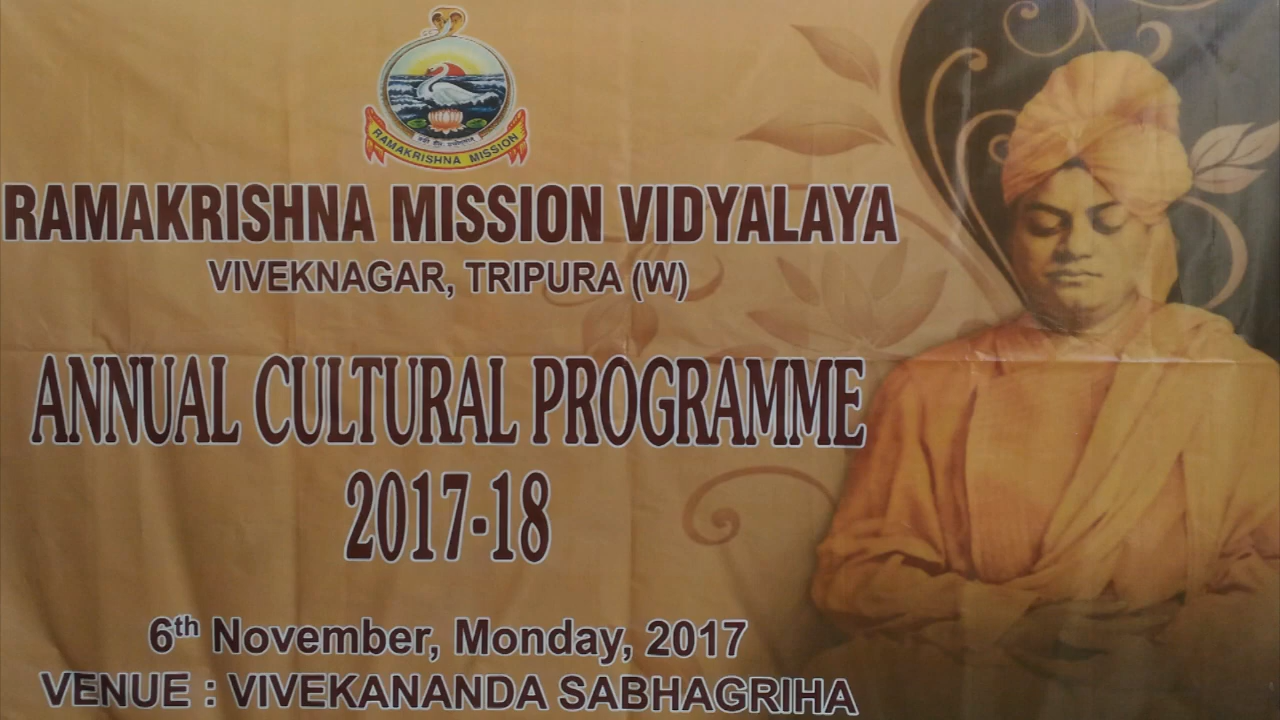 RAMAKRISHNA MISSION
RAMAKRISHNA MISSION VIDYALAYA
VIVEKNAGAR, TRIPURA (W)
ANNUAL CULTURAL PROGRAMME
2017-18
6th November, Monday, 2017
VENUE : VIVEKANANDA SABHAGRIHA